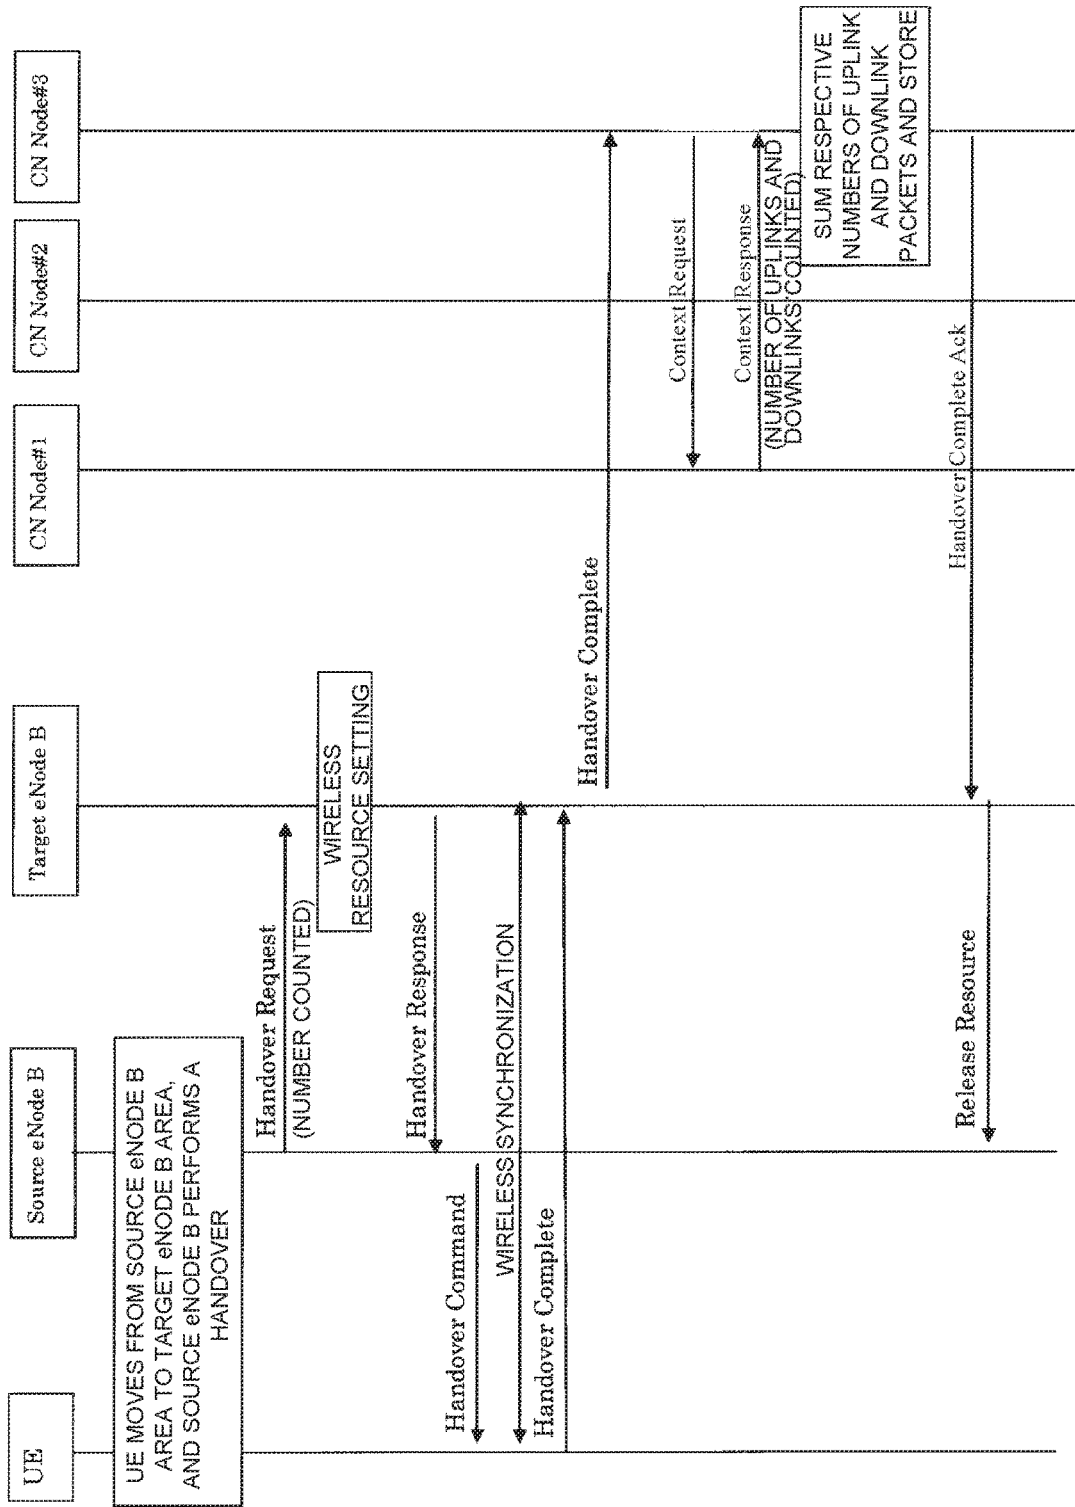 UE
Source eNode B
Target eNode B
CN Node#1
CN Node#2
CN Node#3
UE MOVES FROM SOURCE eNODE B
AREA TO TARGET eNODE B AREA,
AND SOURCE eNODE B PERFORMS A
HANDOVER
Handover Request
(NUMBER COUNTED)
WIRELESS
RESOURCE SETTING
Handover Response
Handover Command
WIRELESS SYNCHRONIZATION
Handover Complete
Handover Complete
Context Request
Context Response
(NUMBER OF UPLINKS AND
DOWNLINKS COUNTED)
SUM RESPECTIVE
NUMBERS OF UPLINK
AND DOWNLINK
PACKETS AND STORE
Handover Complete Ack
Release Resource